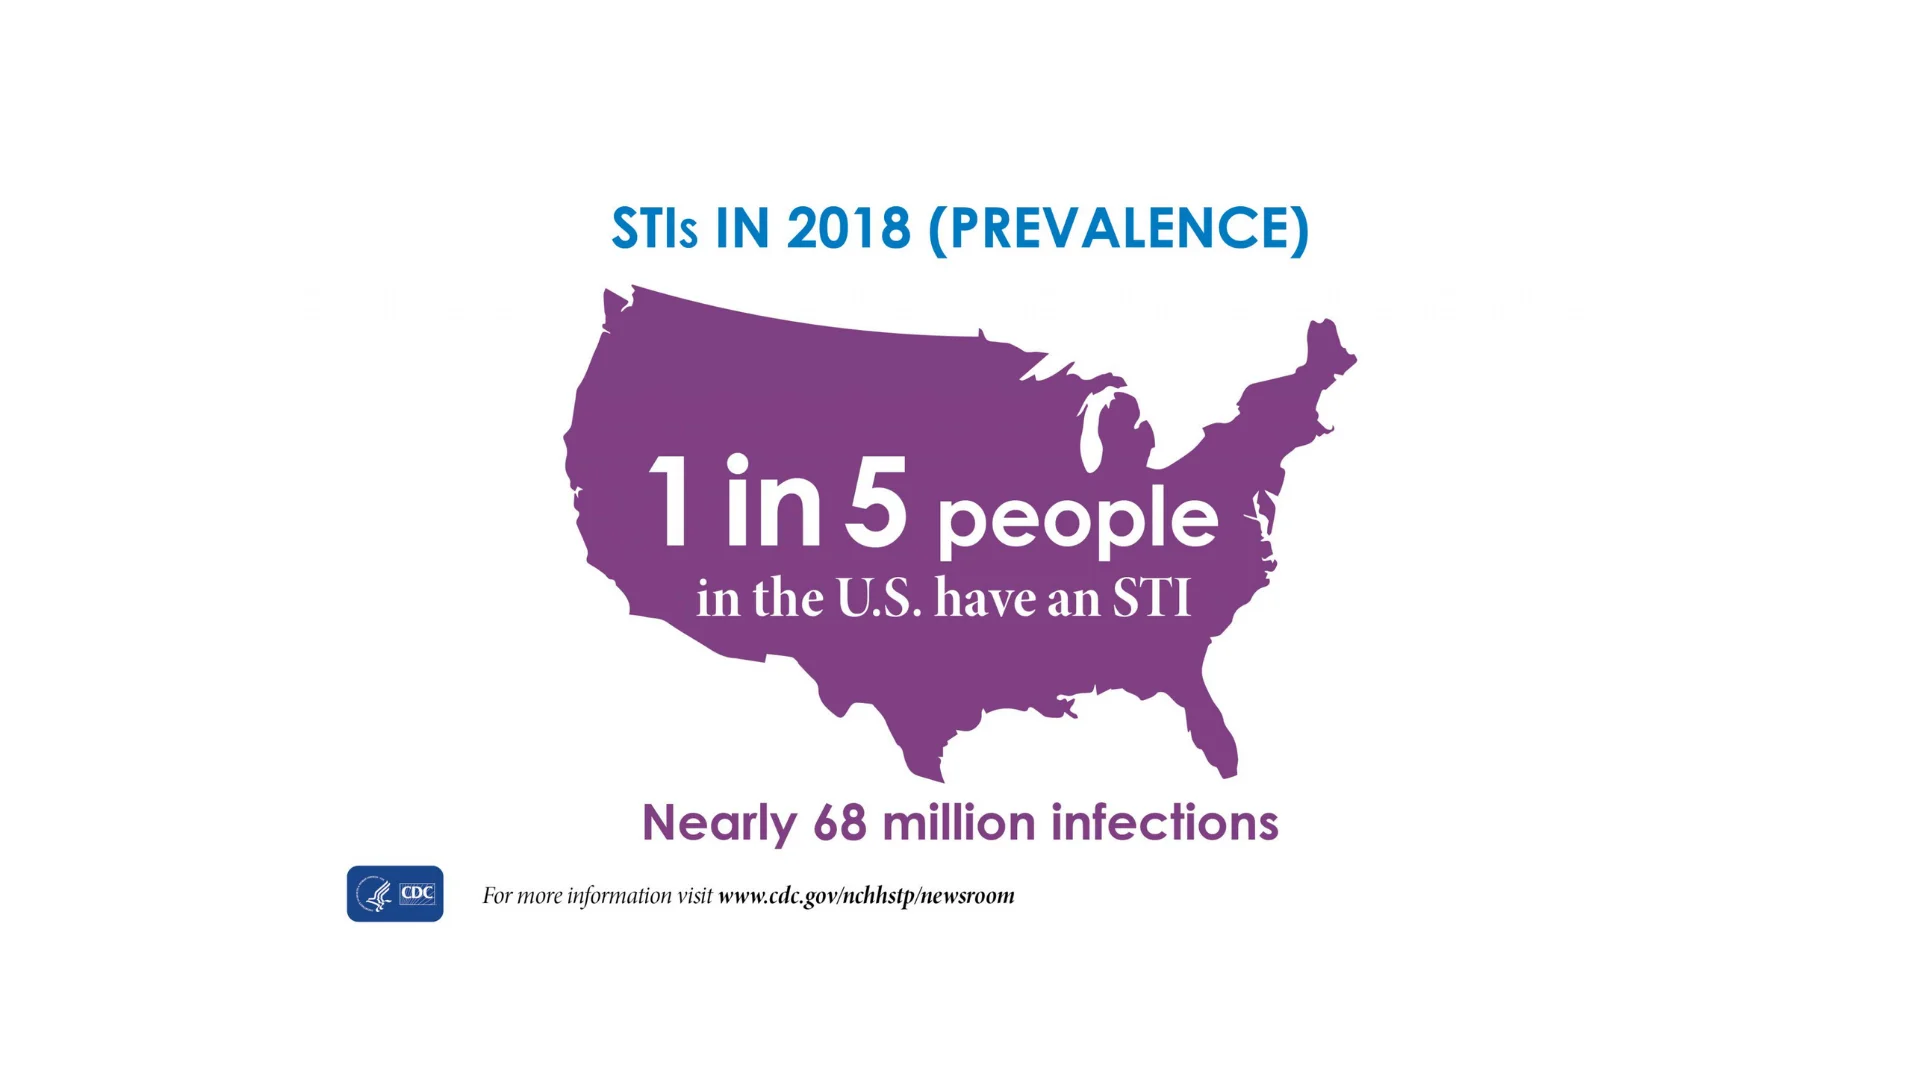 STIs IN 2018 (PREVALENCE)
1 in 5 people
in the U.S. have an STI
Nearly 68 million infections
CDC
For more information visit www.cdc.gov/nchhstp/newsroom